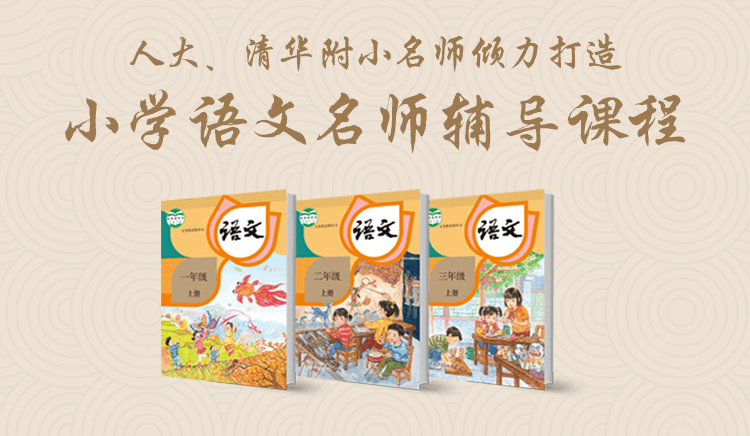 人大、清华附小名师倾力打造
小学语文名师辅导课程
语文
一年级
上册
语文
二年级
上册
语文
三年级
上册